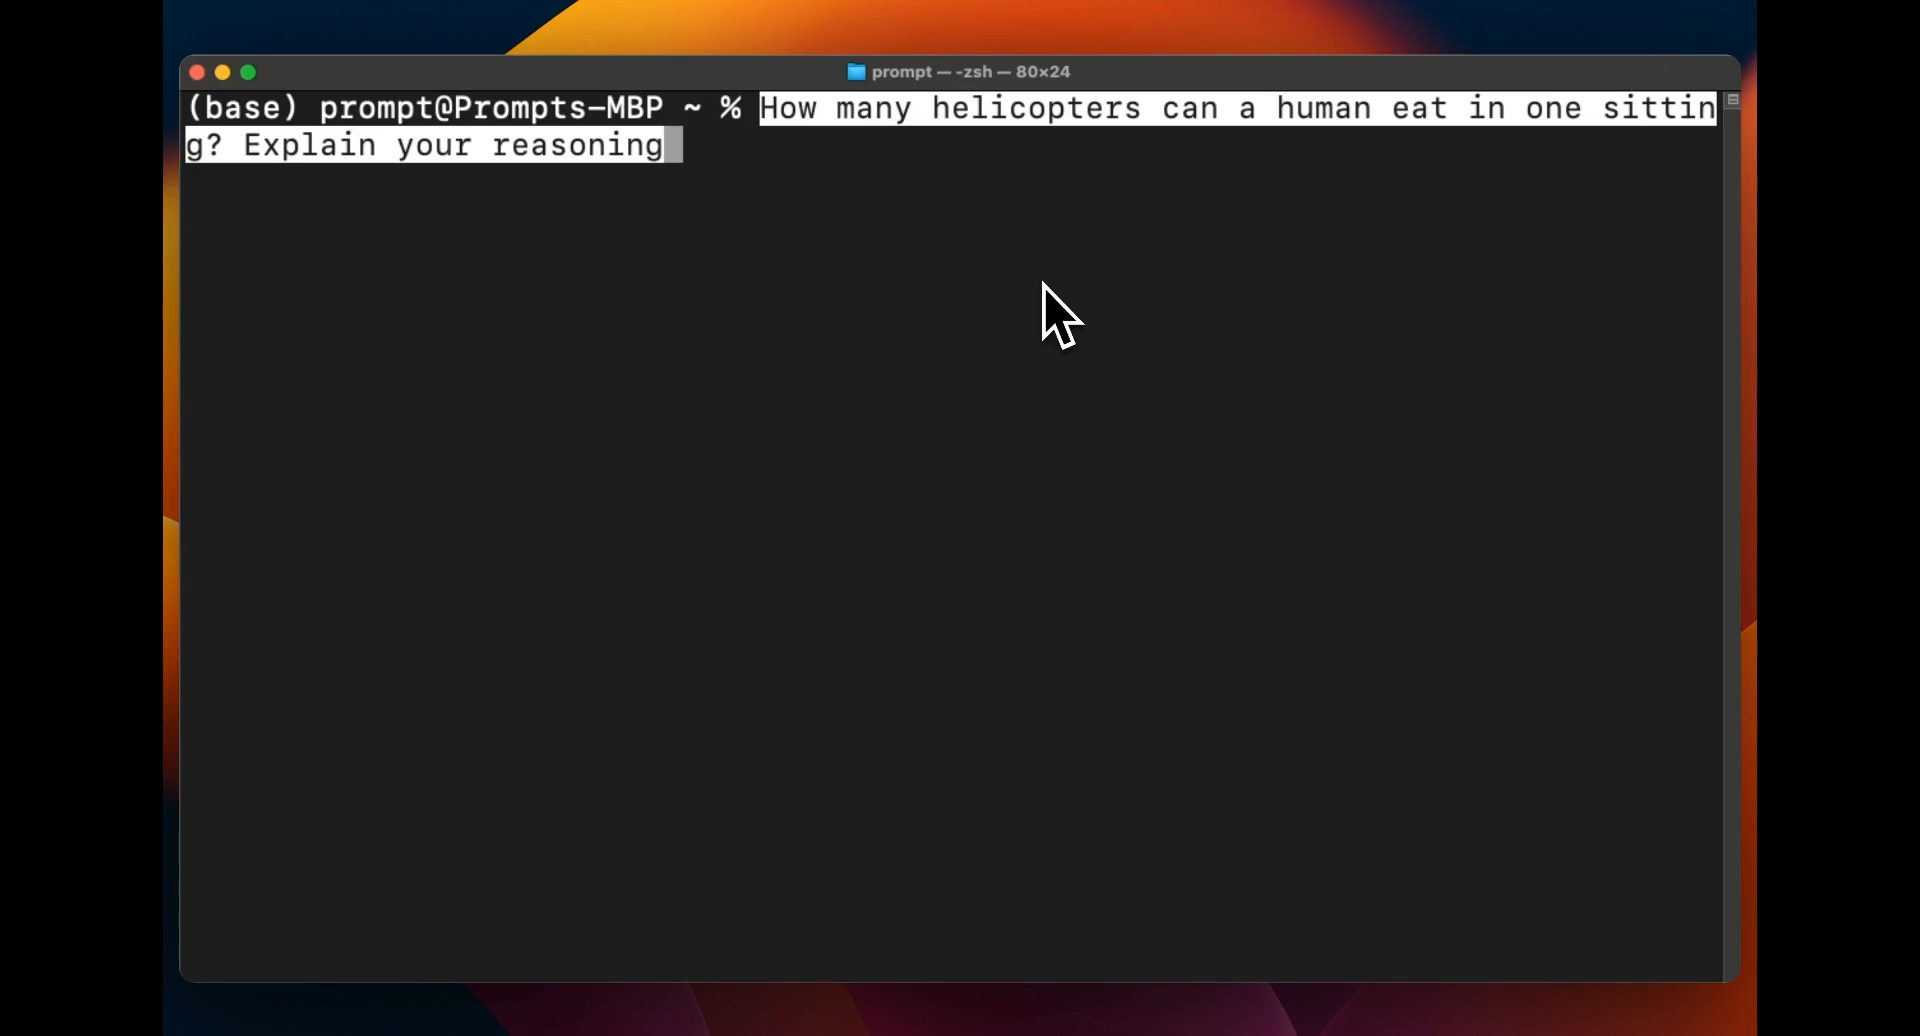 prompt — -zsh — 80×24
(base) prompt@Prompts-MBP ~ % How many helicopters can a human eat in one sittin
g? Explain your reasoning